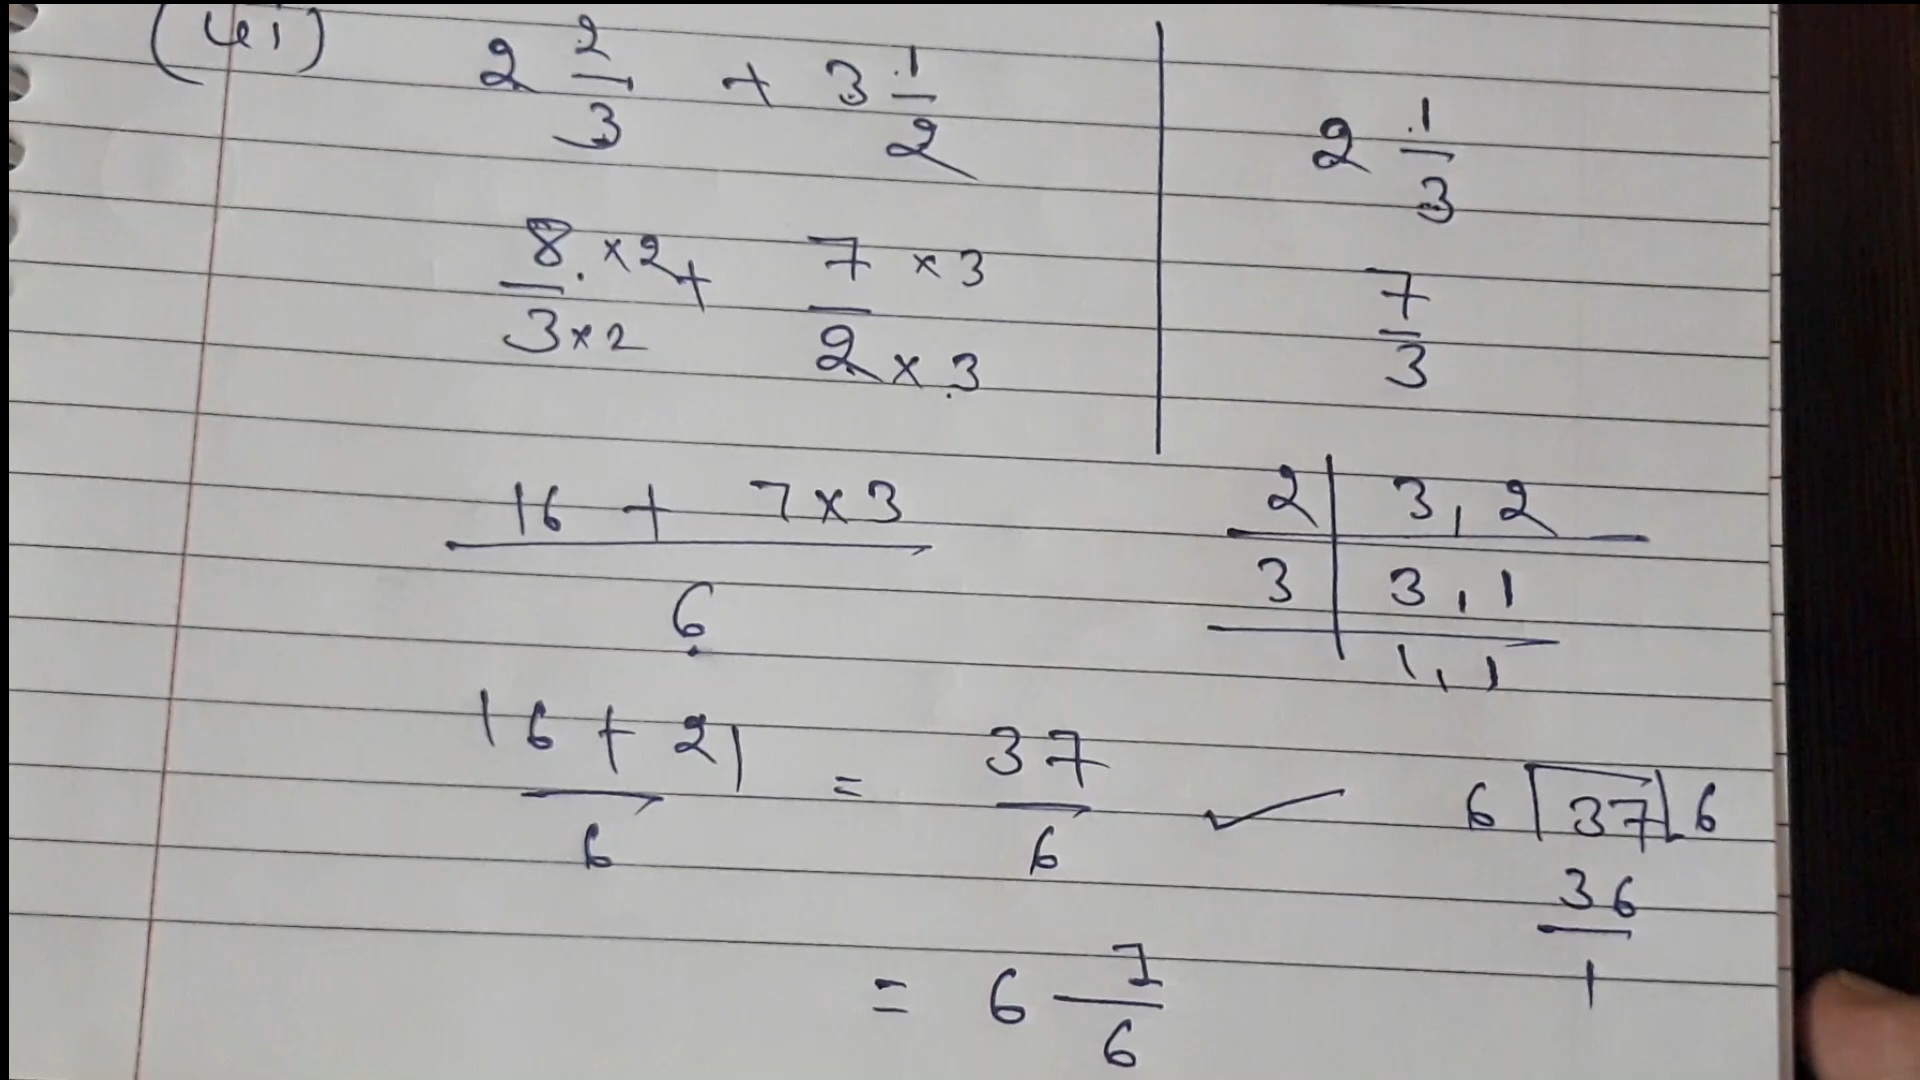 (ui) 2 2/3 + 3 1/2
8 × 2/3 × 2 + 7 × 3/2 × 3
16 + 7 × 3/6
16 + 21/6 = 37/6 ✓
= 6 1/6
2 1/3
7/3
2 | 3, 2
3 | 3, 1
1, 1
6 | 37 | 6
36
1